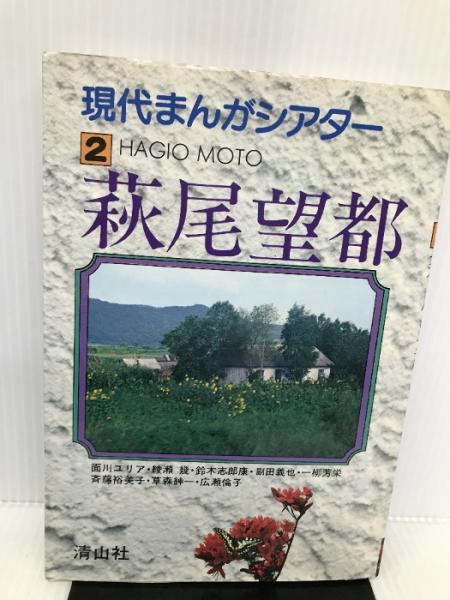 現代まんがシアター
2 HAGIO MOTO
萩尾望都
面川ユリア・綾瀬 竣・鈴木志郎康・副田義也・一柳芳栄
斉藤裕美子・草森紳一・広瀬倫子
清山社